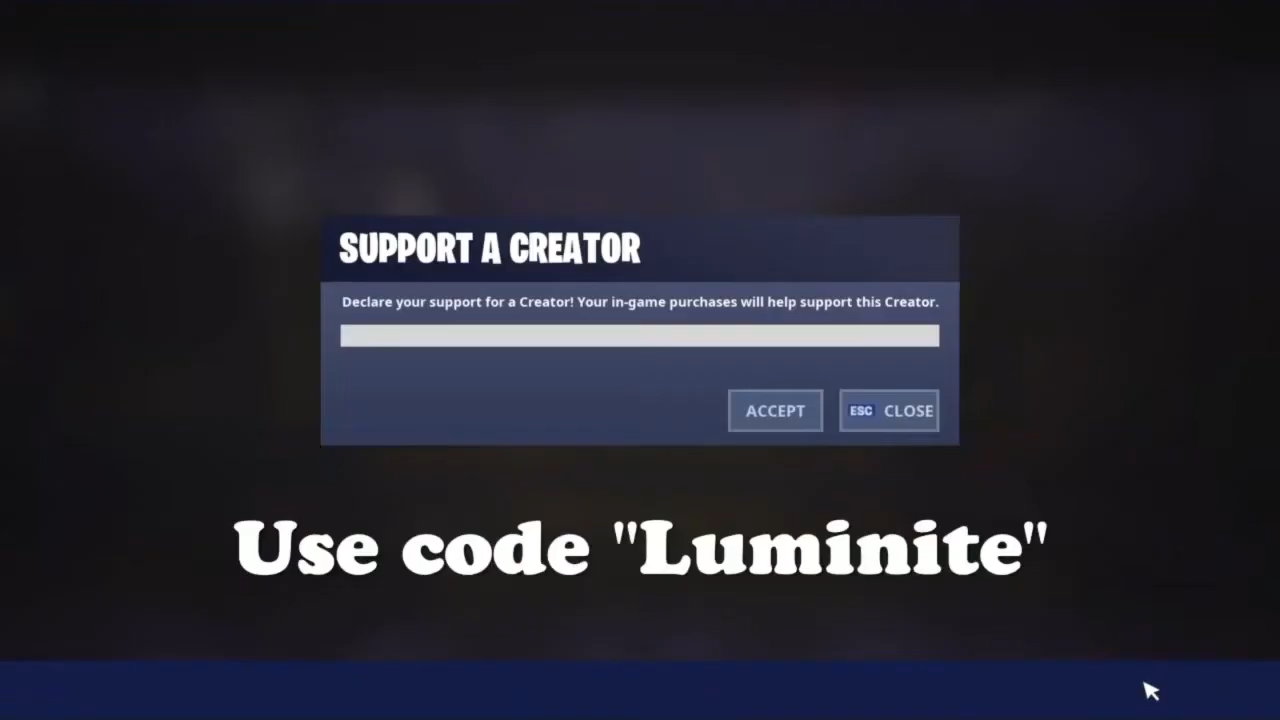 SUPPORT A CREATOR
Declare your support for a Creator! Your in-game purchases will help support this Creator.
ACCEPT
ESC CLOSE
Use code "Luminite"